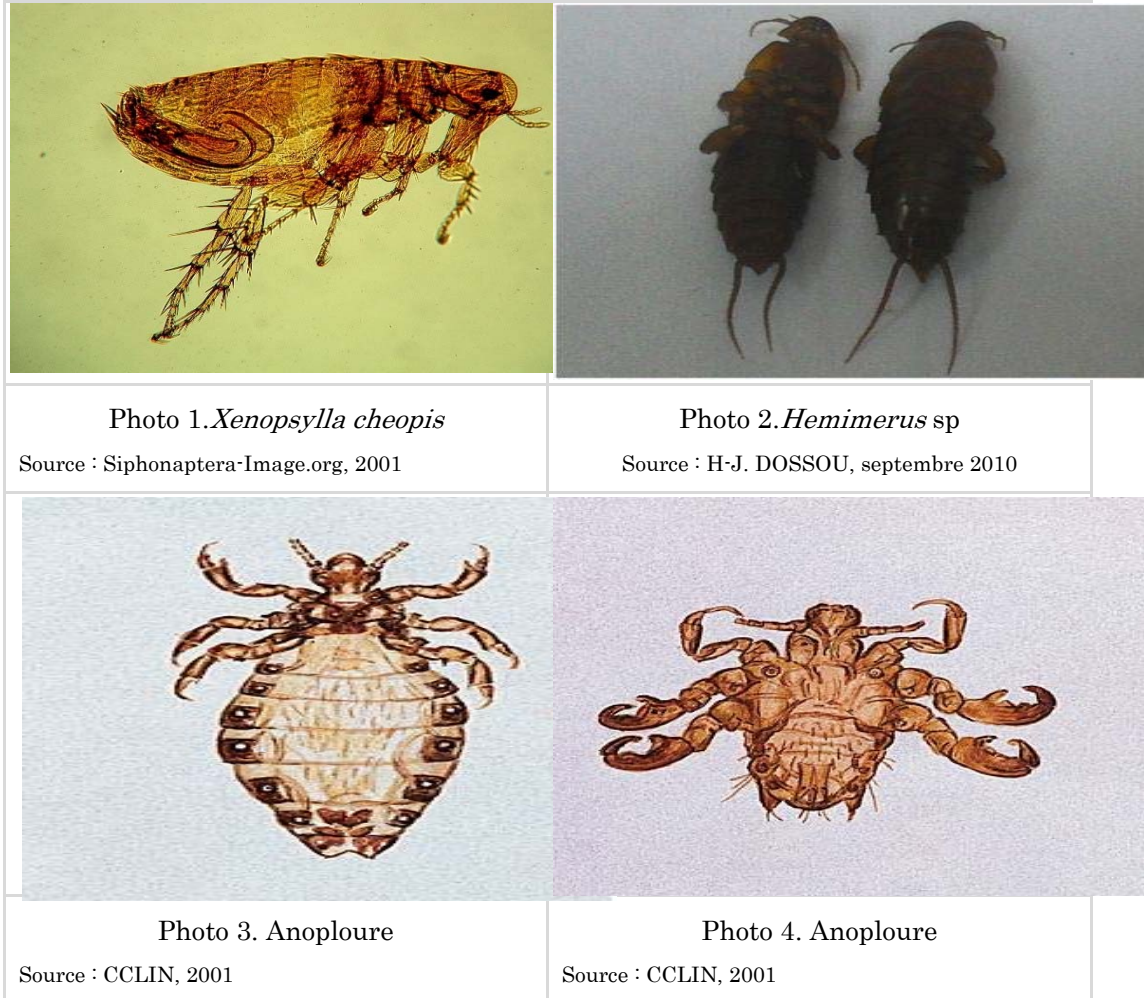 Photo 1.Xenopsylla cheopis
Source : Siphonaptera-Image.org, 2001
Photo 2.Hemimerus sp
Source : H-J. DOSSOU, septembre 2010
Photo 3. Anoploure
Source : CCLIN, 2001
Photo 4. Anoploure
Source : CCLIN, 2001